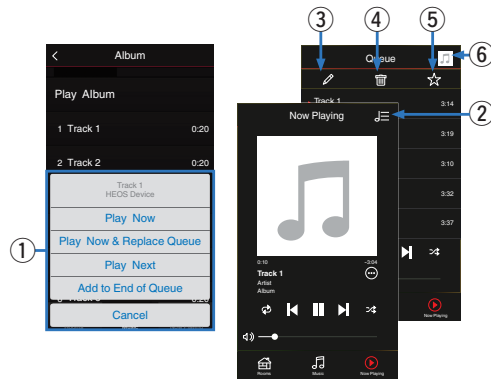 ③
④
⑤
⑥
②
①
Album
Play Album
1 Track 1
0:20
2 Track 2
0:20
Track 1
HEOS Device
Play Now
Play Now & Replace Queue
Play Next
Add to End of Queue
0:20
Cancel
Queue
Track 1
3:14
3:19
3:10
3:32
3:37
Now Playing
Now Playing
0:10
-3:04
Track 1
Artist
Album
Rooms
Music
Now Playing